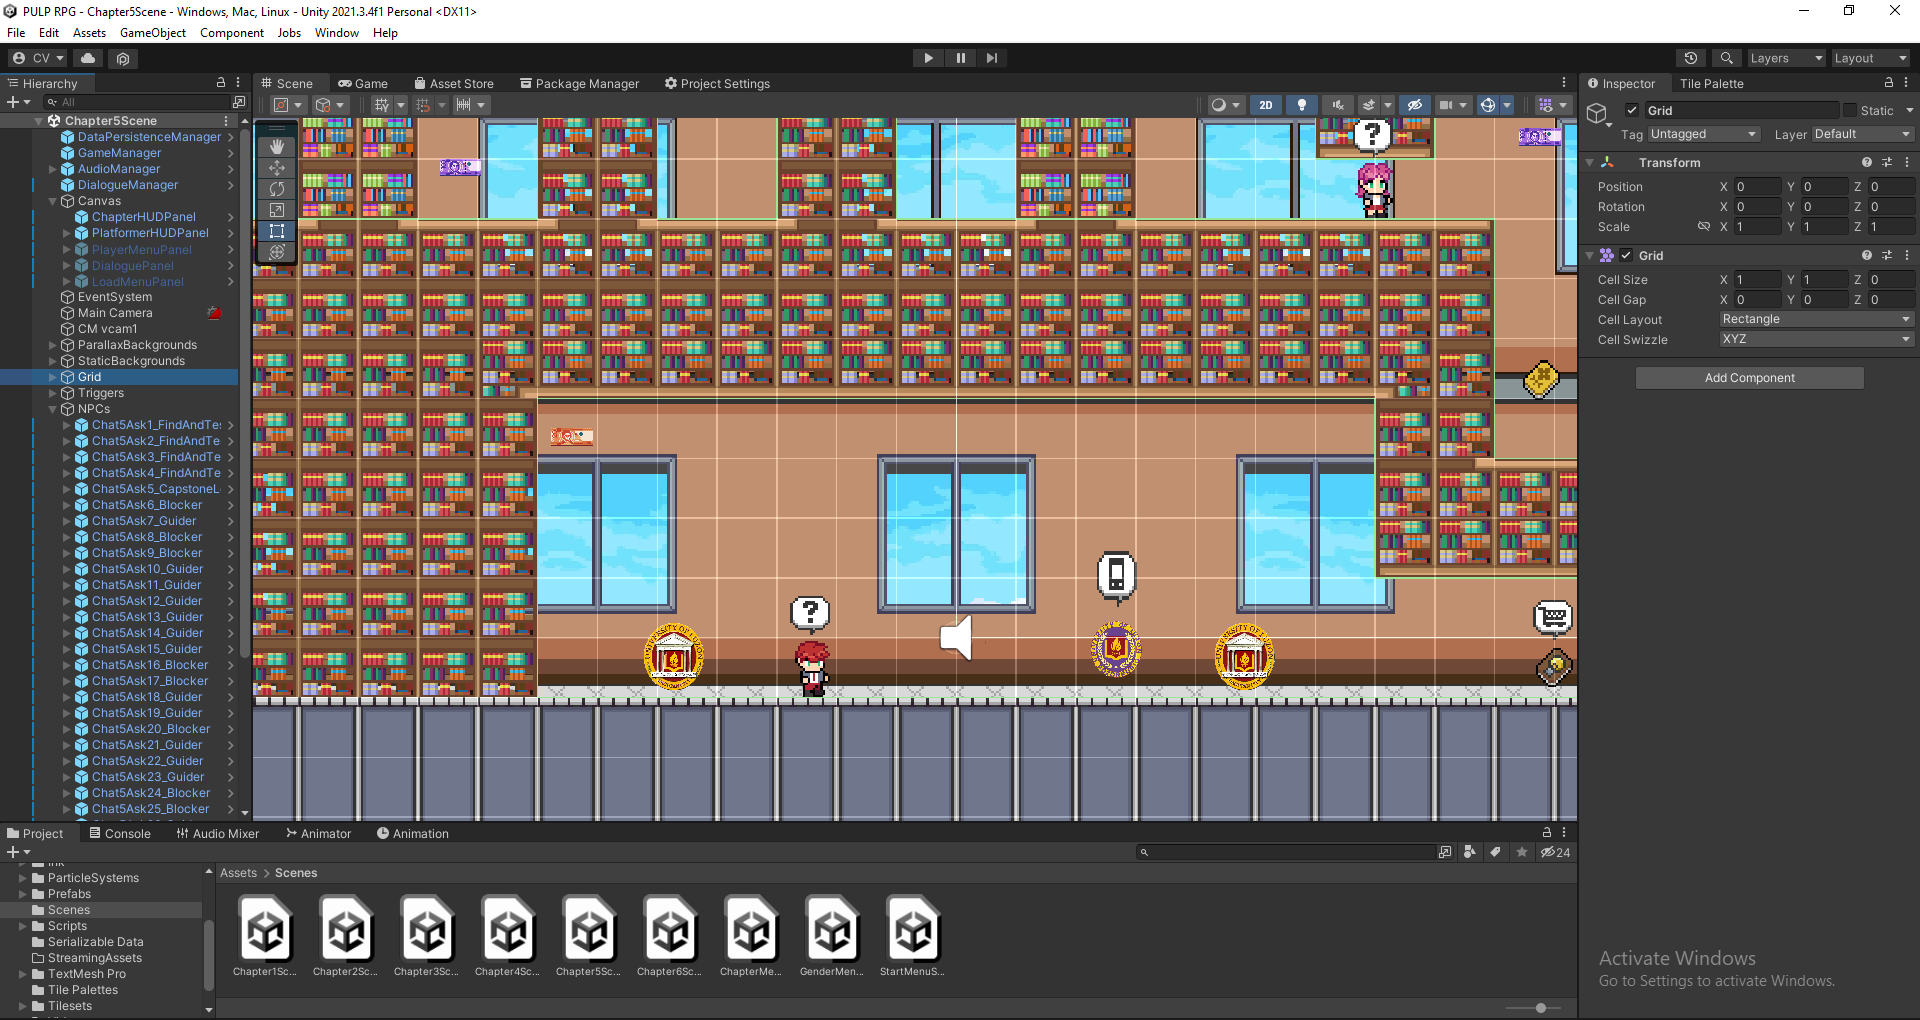 PULP RPG - Chapter5Scene - Windows, Mac, Linux - Unity 2021.3.4f1 Personal <DX11>
File Edit Assets GameObject Component Jobs Window Help
CV
Layers
Layout
Hierarchy
All
Chapter5Scene
DataPersistenceManager
GameManager
AudioManager
DialogueManager
Canvas
ChapterHUDPanel
PlatformerHUDPanel
PlayerMenuPanel
DialoguePanel
LoadMenuPanel
EventSystem
Main Camera
CM vcam1
ParallaxBackgrounds
StaticBackgrounds
Grid
Triggers
NPCs
Chat5Ask1_FindAndTe
Chat5Ask2_FindAndTe
Chat5Ask3_FindAndTe
Chat5Ask4_FindAndTe
Chat5Ask5_CapstoneL
Chat5Ask6_Blocker
Chat5Ask7_Guider
Chat5Ask8_Blocker
Chat5Ask9_Blocker
Chat5Ask10_Guider
Chat5Ask11_Guider
Chat5Ask12_Guider
Chat5Ask13_Guider
Chat5Ask14_Guider
Chat5Ask15_Guider
Chat5Ask16_Blocker
Chat5Ask17_Blocker
Chat5Ask18_Guider
Chat5Ask19_Guider
Chat5Ask20_Blocker
Chat5Ask21_Guider
Chat5Ask22_Guider
Chat5Ask23_Guider
Chat5Ask24_Blocker
Chat5Ask25_Blocker
Scene Game Asset Store Package Manager Project Settings
2D
?
?
Inspector Tile Palette
Grid Static
Tag Untagged Layer Default
Transform
Position X 0 Y 0 Z 0
Rotation X 0 Y 0 Z 0
Scale X 1 Y 1 Z 1
Grid
Cell Size X 1 Y 1 Z 0
Cell Gap X 0 Y 0 Z 0
Cell Layout Rectangle
Cell Swizzle XYZ
Add Component
Project Console Audio Mixer Animator Animation
24
Ink
ParticleSystems
Prefabs
Scenes
Scripts
Serializable Data
StreamingAssets
TextMesh Pro
Tile Palettes
Tilesets
Assets > Scenes
Chapter1Sc... Chapter2Sc... Chapter3Sc... Chapter4Sc... Chapter5Sc... Chapter6Sc... ChapterMe... GenderMen... StartMenuS...
Activate Windows
Go to Settings to activate Windows.